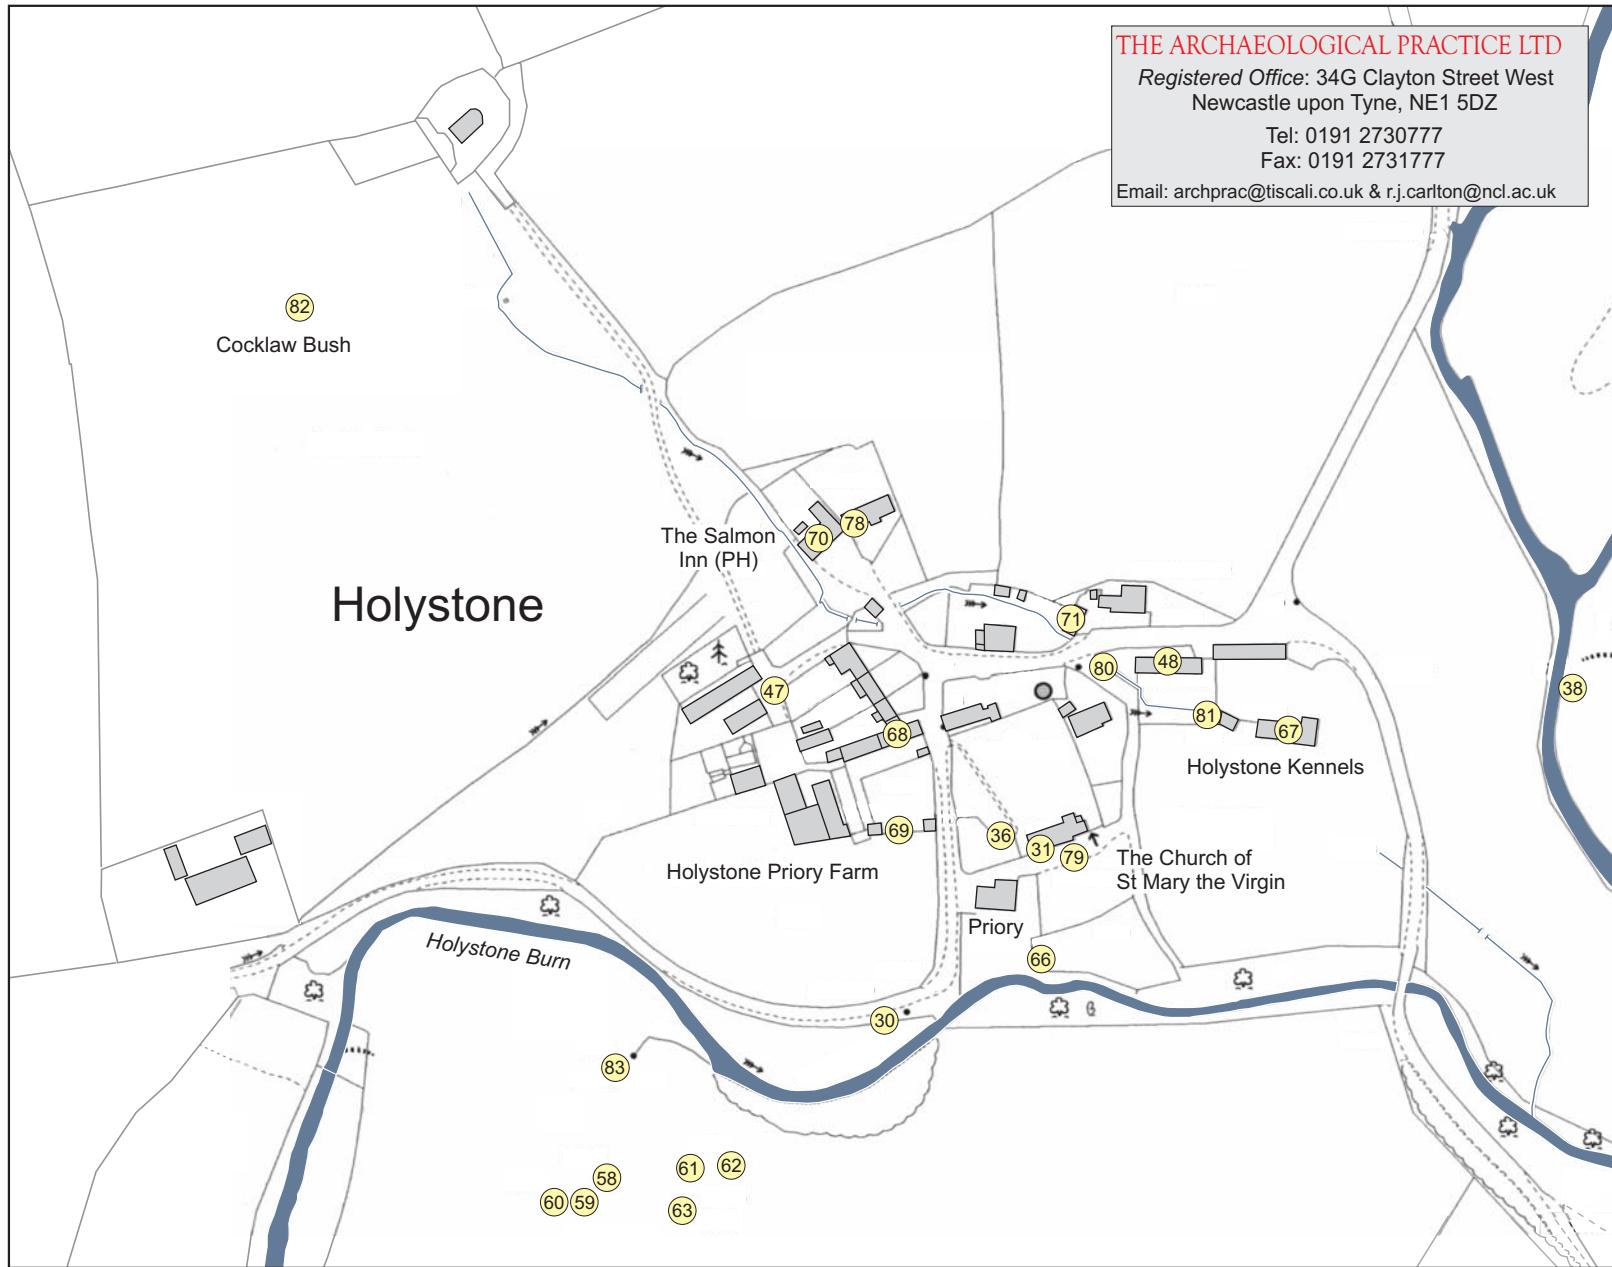 THE ARCHAEOLOGICAL PRACTICE LTD
Registered Office: 34G Clayton Street West
Newcastle upon Tyne, NE1 5DZ
Tel: 0191 2730777
Fax: 0191 2731777
Email: archprac@tiscali.co.uk & r.j.carlton@ncl.ac.uk
82
Cocklaw Bush
78
70
The Salmon
Inn (PH)
Holystone
71
48
80
47
38
81
67
68
Holystone Kennels
69
36
31
79
The Church of
St Mary the Virgin
Holystone Priory Farm
Priory
Holystone Burn
66
30
83
61
62
58
60
59
63